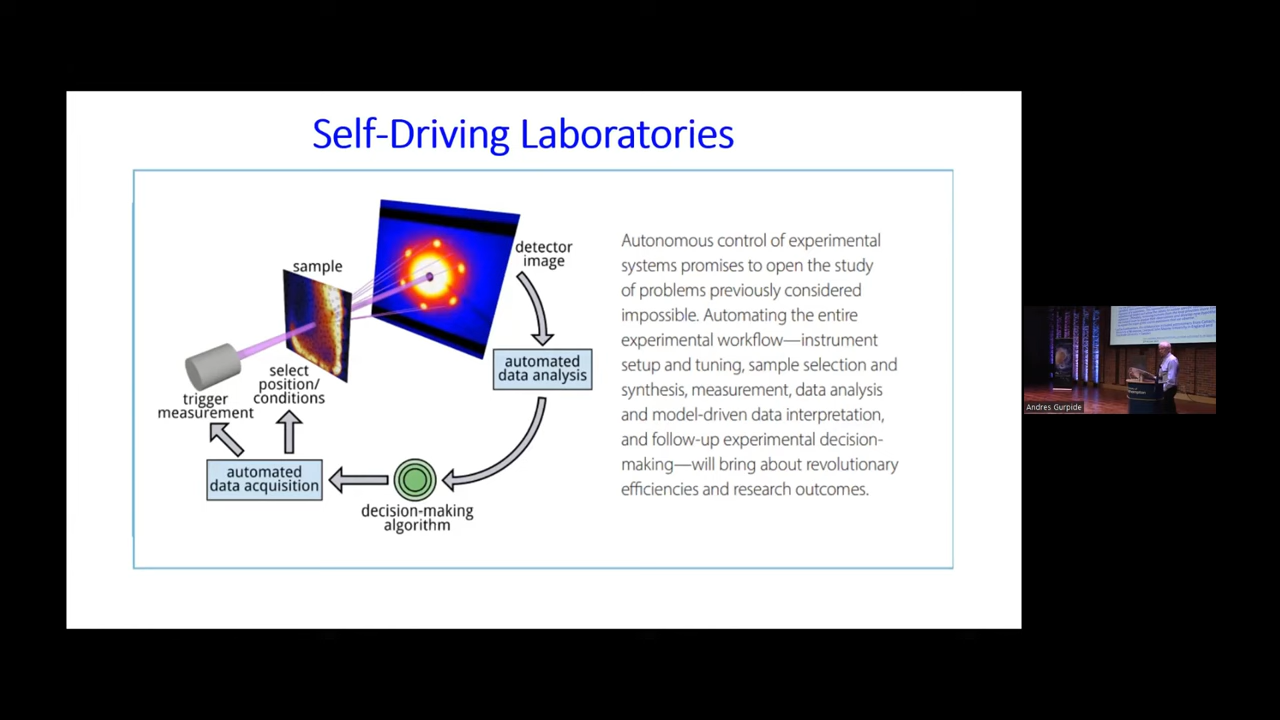 Self-Driving Laboratories
sample
detector
image
automated
data analysis
select
position/
conditions
trigger
measurement
automated
data acquisition
decision-making
algorithm
Autonomous control of experimental
systems promises to open the study
of problems previously considered
impossible. Automating the entire
experimental workflow—instrument
setup and tuning, sample selection and
synthesis, measurement, data analysis
and model-driven data interpretation,
and follow-up experimental decision-
making—will bring about revolutionary
efficiencies and research outcomes.
Andres Gurpide